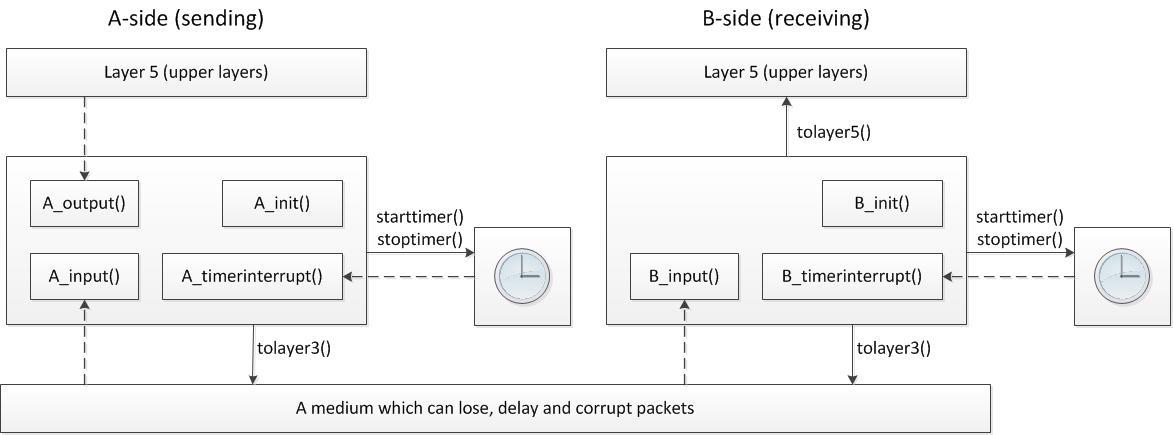 A-side (sending)
B-side (receiving)
Layer 5 (upper layers)
Layer 5 (upper layers)
tolayer5()
A_output()
A_init()
B_init()
starttimer()
stoptimer()
starttimer()
stoptimer()
A_input()
A_timerinterrupt()
B_input()
B_timerinterrupt()
tolayer3()
tolayer3()
A medium which can lose, delay and corrupt packets